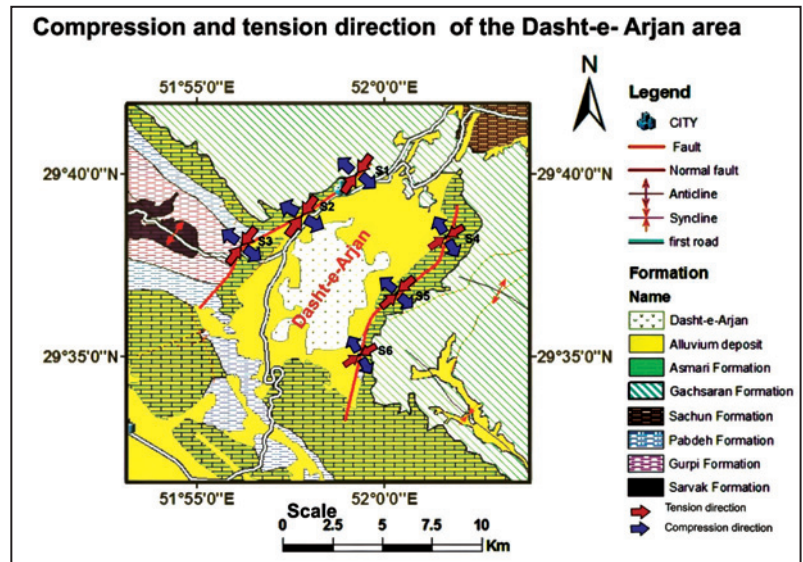 Compression and tension direction of the Dasht-e- Arjan area
51°55'0''E
52°0'0''E
N
29°40'0''N
29°40'0''N
29°35'0''N
29°35'0''N
S1
S2
S3
S4
S5
S6
Dasht-e-Arjan
51°55'0''E
52°0'0''E
Scale
0 2.5 5 7.5 10
Km
Legend
CITY
Fault
Normal fault
Anticline
Syncline
first road
Formation
Name
Dasht-e-Arjan
Alluvium deposit
Asmari Formation
Gachsaran Formation
Sachun Formation
Pabdeh Formation
Gurpi Formation
Sarvak Formation
Tension direction
Compression direction